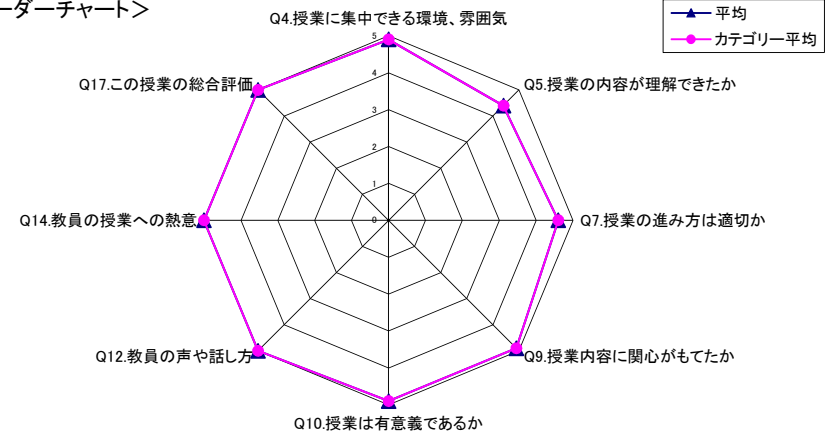 ーダーチャート＞
平均
カテゴリー平均
Q4.授業に集中できる環境、雰囲気
Q5.授業の内容が理解できたか
Q7.授業の進み方は適切か
Q9.授業内容に関心がもてたか
Q10.授業は有意義であるか
Q12.教員の声や話し方
Q14.教員の授業への熱意
Q17.この授業の総合評価
5
4
3
2
1
0